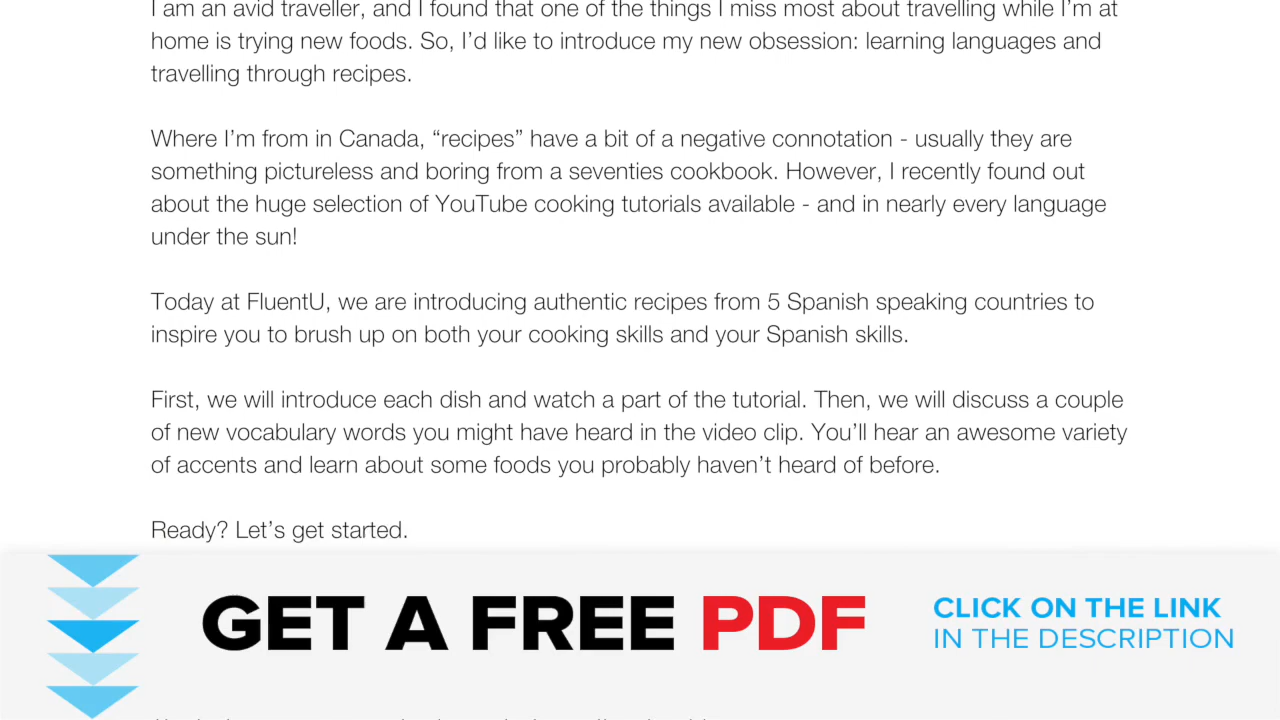 I am an avid traveller, and I found that one of the things I miss most about travelling while I’m at
home is trying new foods. So, I’d like to introduce my new obsession: learning languages and
travelling through recipes.
Where I’m from in Canada, “recipes” have a bit of a negative connotation - usually they are
something pictureless and boring from a seventies cookbook. However, I recently found out
about the huge selection of YouTube cooking tutorials available - and in nearly every language
under the sun!
Today at FluentU, we are introducing authentic recipes from 5 Spanish speaking countries to
inspire you to brush up on both your cooking skills and your Spanish skills.
First, we will introduce each dish and watch a part of the tutorial. Then, we will discuss a couple
of new vocabulary words you might have heard in the video clip. You’ll hear an awesome variety
of accents and learn about some foods you probably haven’t heard of before.
Ready? Let’s get started.
GET A FREE PDF
CLICK ON THE LINK
IN THE DESCRIPTION